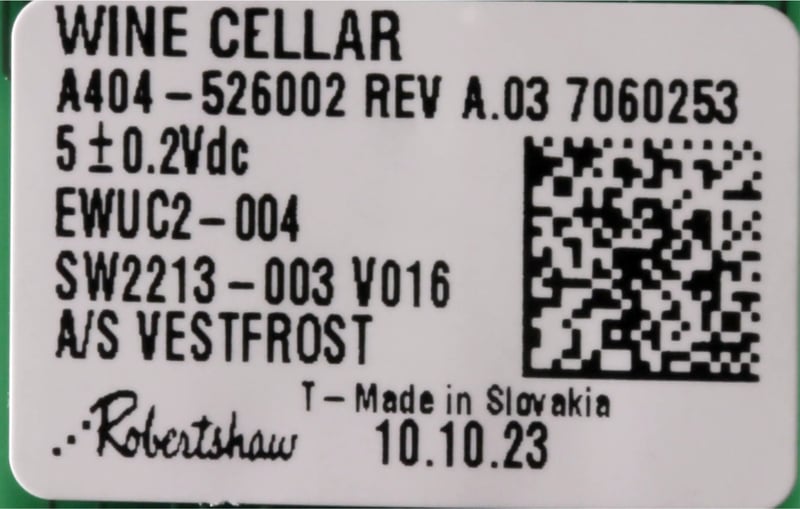 WINE CELLAR
A404-526002 REV A.03 7060253
5±0.2Vdc
EWUC2-004
SW2213-003 V016
A/S VESTFROST
T-Made in Slovakia
Robertshaw 10.10.23